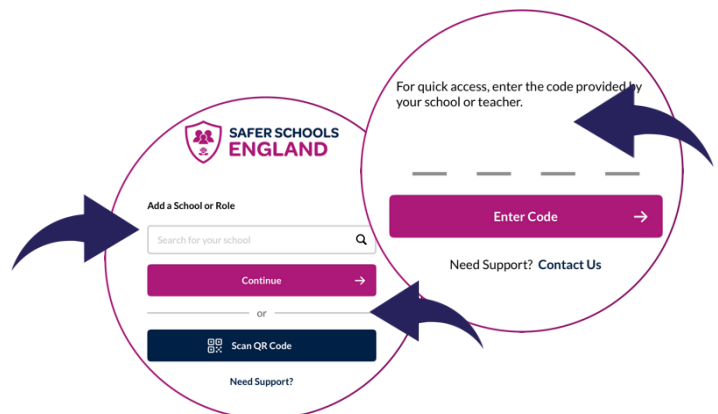 SAFER SCHOOLS
ENGLAND
Add a School or Role
Search for your school
Continue
or
Scan QR Code
Need Support?
For quick access, enter the code provided by
your school or teacher.
Enter Code
Need Support? Contact Us